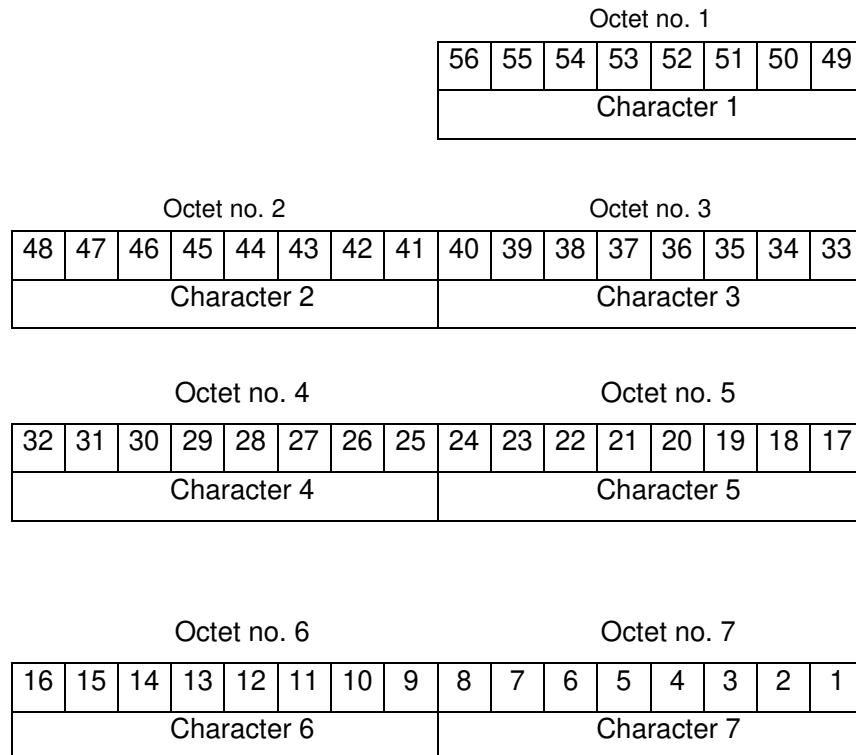 Octet no. 1
56 55 54 53 52 51 50 49
Character 1
Octet no. 2 Octet no. 3
48 47 46 45 44 43 42 41 40 39 38 37 36 35 34 33
Character 2 Character 3
Octet no. 4 Octet no. 5
32 31 30 29 28 27 26 25 24 23 22 21 20 19 18 17
Character 4 Character 5
Octet no. 6 Octet no. 7
16 15 14 13 12 11 10 9 8 7 6 5 4 3 2 1
Character 6 Character 7